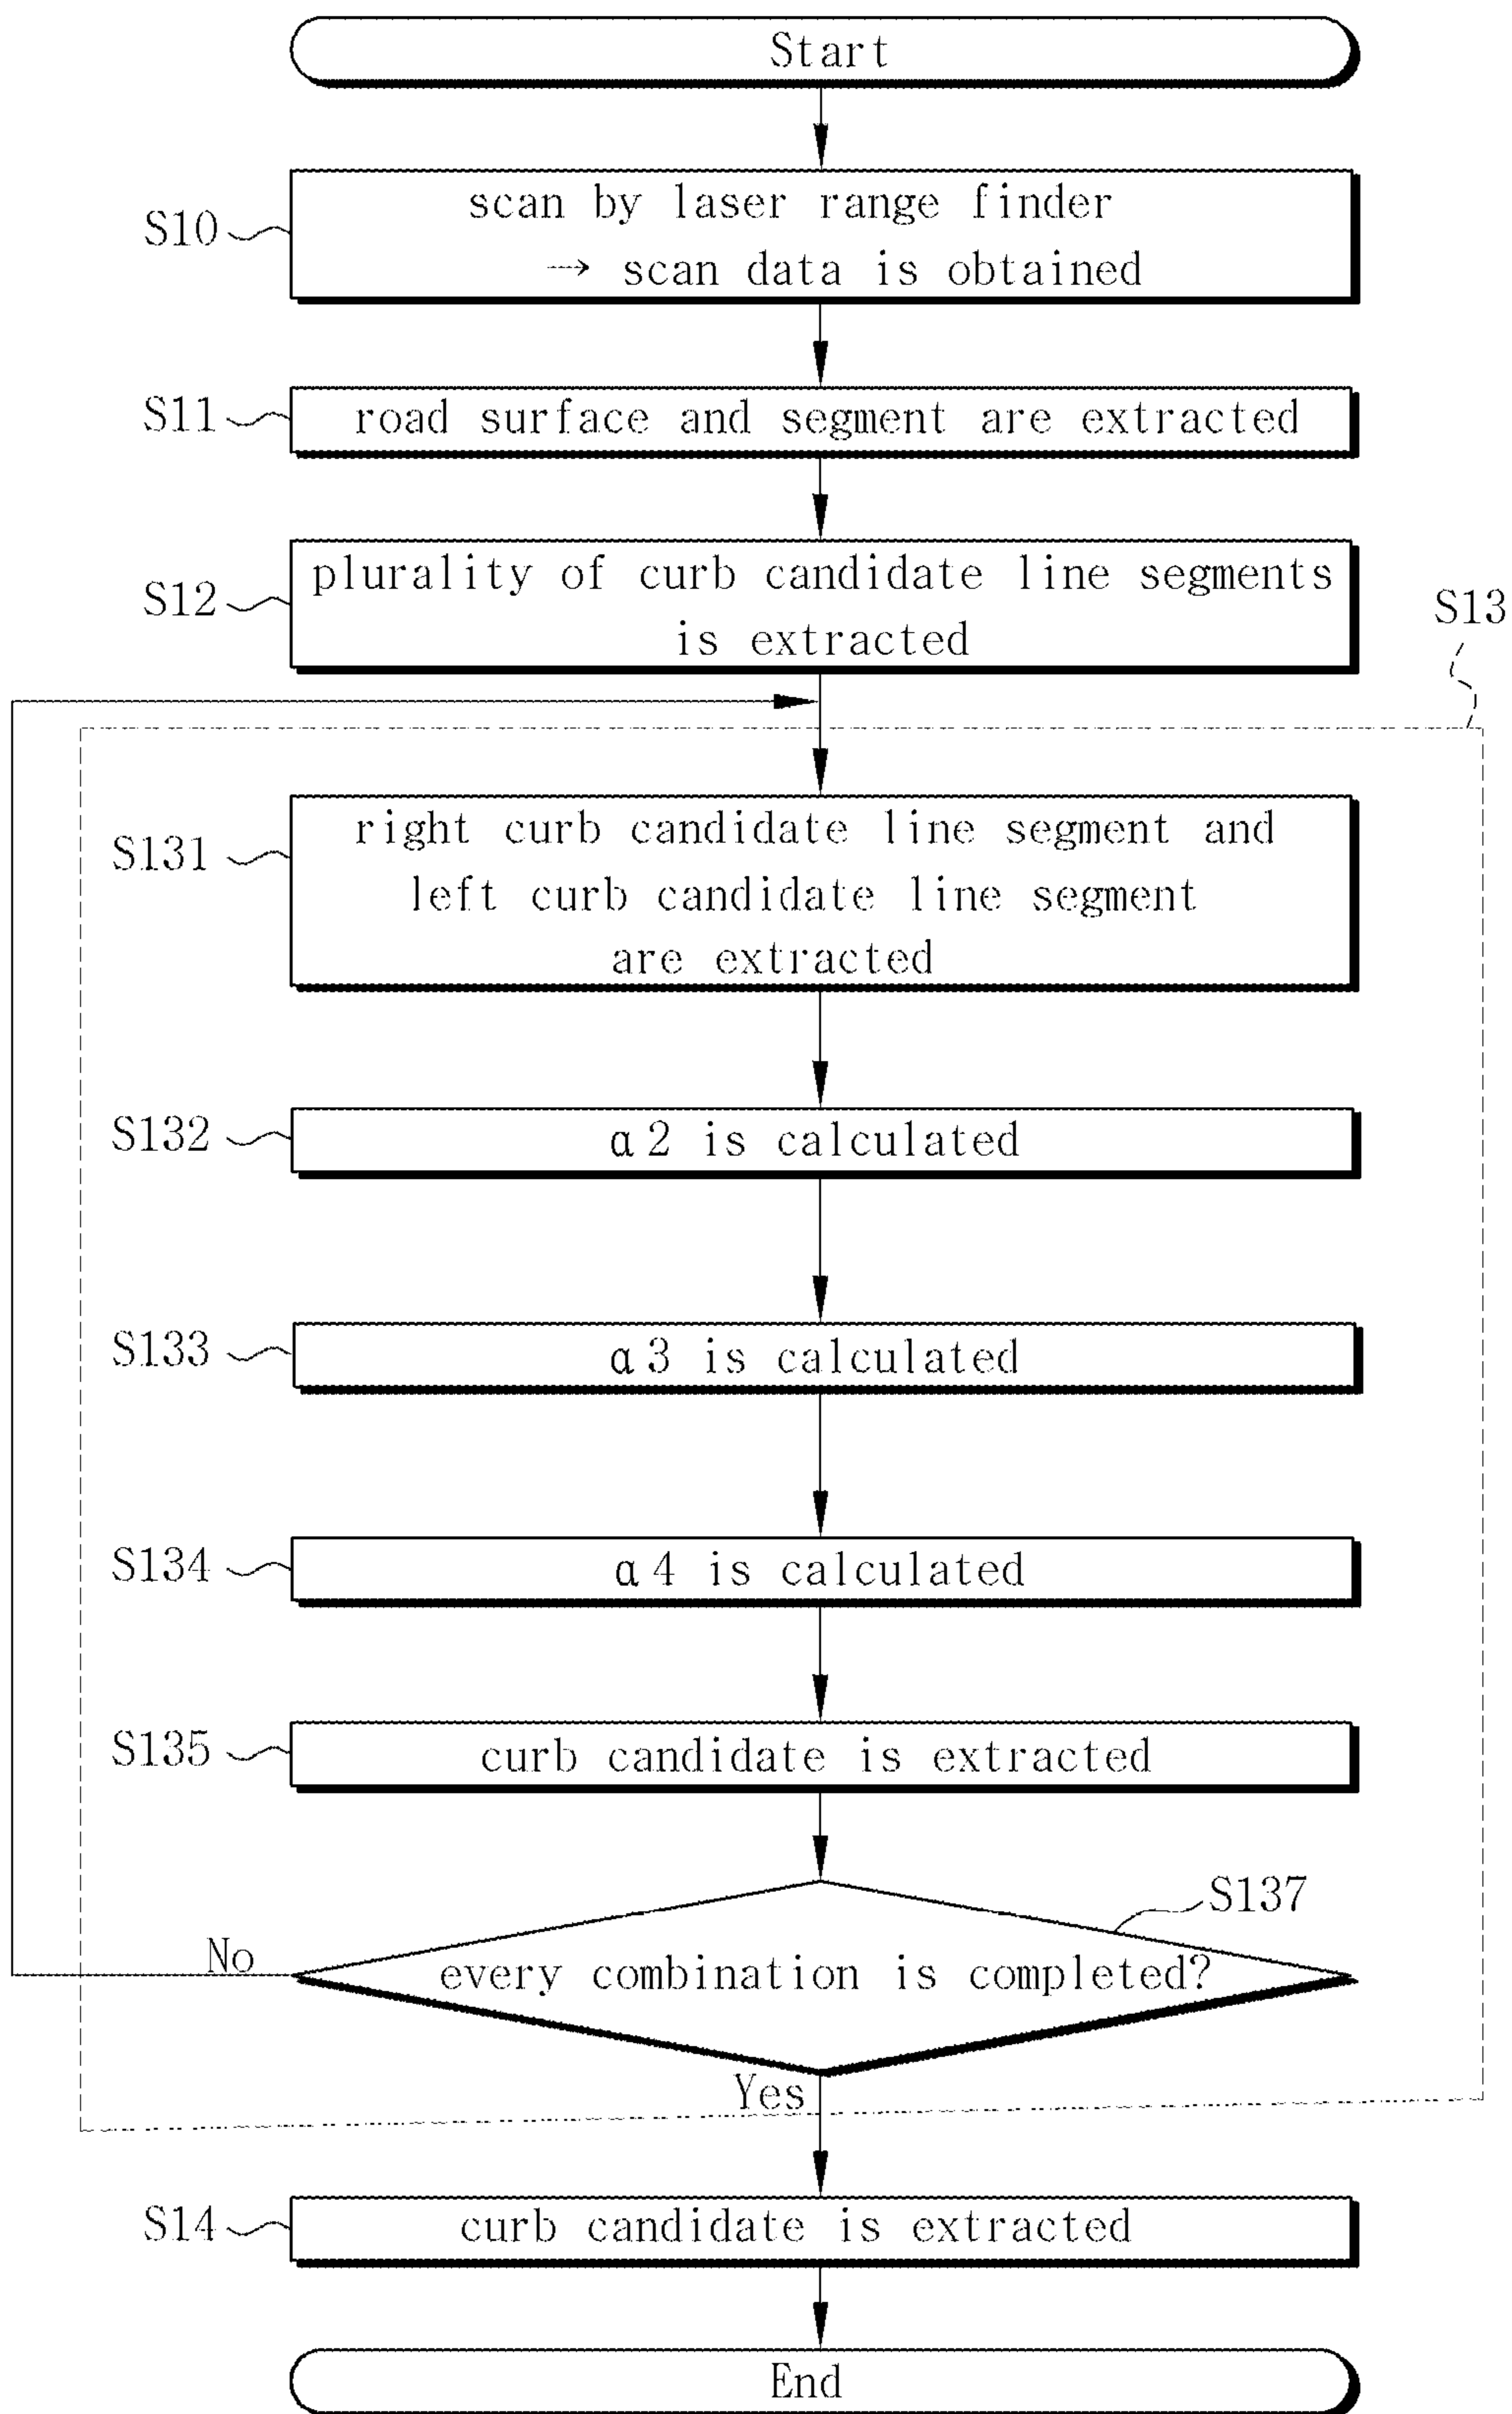 Start
S10
scan by laser range finder
→ scan data is obtained
S11
road surface and segment are extracted
S12
plurality of curb candidate line segments
is extracted
S13
S131
right curb candidate line segment and
left curb candidate line segment
are extracted
S132
α2 is calculated
S133
α3 is calculated
S134
α4 is calculated
S135
curb candidate is extracted
S137
No
every combination is completed?
Yes
S14
curb candidate is extracted
End